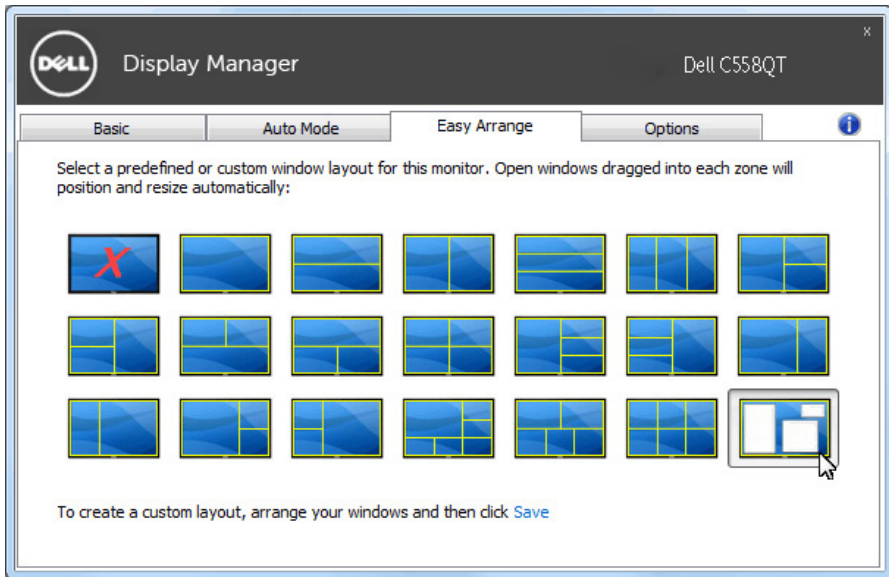 x
DELL
Display Manager
Dell C558QT
Basic
Auto Mode
Easy Arrange
Options
i
Select a predefined or custom window layout for this monitor. Open windows dragged into each zone will
position and resize automatically:
X
To create a custom layout, arrange your windows and then click Save